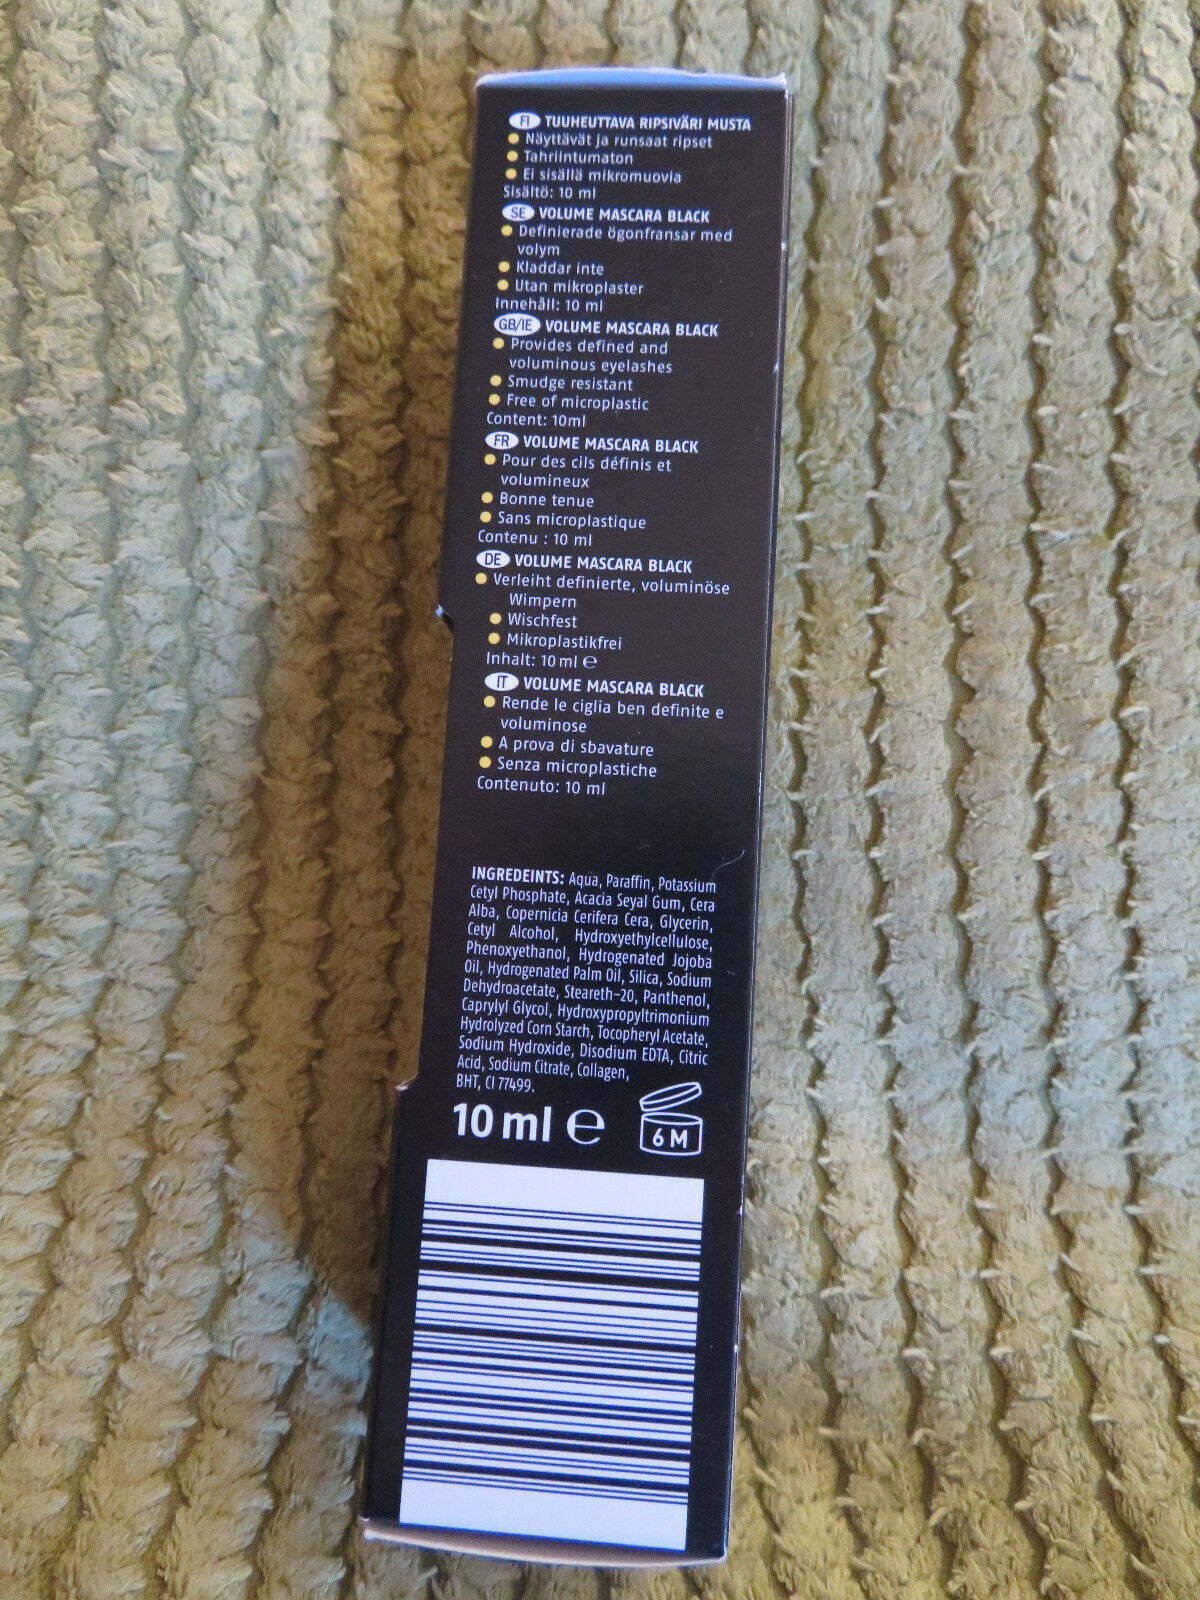 FI TUUHEUTTAVA RIPSIVÄRI MUSTA
Näyttävät ja runsaat ripset
Tahriintumaton
Ei sisällä mikromuovia
Sisältö: 10 ml
SE VOLUME MASCARA BLACK
Definierade ögonfransar med
volym
Kladdar inte
Utan mikroplaster
Innehåll: 10 ml
GB/IE VOLUME MASCARA BLACK
Provides defined and
voluminous eyelashes
Smudge resistant
Free of microplastic
Content: 10ml
FR VOLUME MASCARA BLACK
Pour des cils définis et
volumineux
Bonne tenue
Sans microplastique
Contenu : 10 ml
DE VOLUME MASCARA BLACK
Verleiht definierte, voluminöse
Wimpern
Wischfest
Mikroplastikfrei
Inhalt: 10 ml ℮
IT VOLUME MASCARA BLACK
Rende le ciglia ben definite e
voluminose
A prova di sbavature
Senza microplastiche
Contenuto: 10 ml
INGREDEINTS: Aqua, Paraffin, Potassium
Cetyl Phosphate, Acacia Seyal Gum, Cera
Alba, Copernicia Cerifera Cera, Glycerin,
Cetyl Alcohol, Hydroxyethylcellulose,
Phenoxyethanol, Hydrogenated Jojoba
Oil, Hydrogenated Palm Oil, Silica, Sodium
Dehydroacetate, Steareth-20, Panthenol,
Caprylyl Glycol, Hydroxypropyltrimonium
Hydrolyzed Corn Starch, Tocopheryl Acetate,
Sodium Hydroxide, Disodium EDTA, Citric
Acid, Sodium Citrate, Collagen,
BHT, CI 77499.
10 ml ℮
6 M